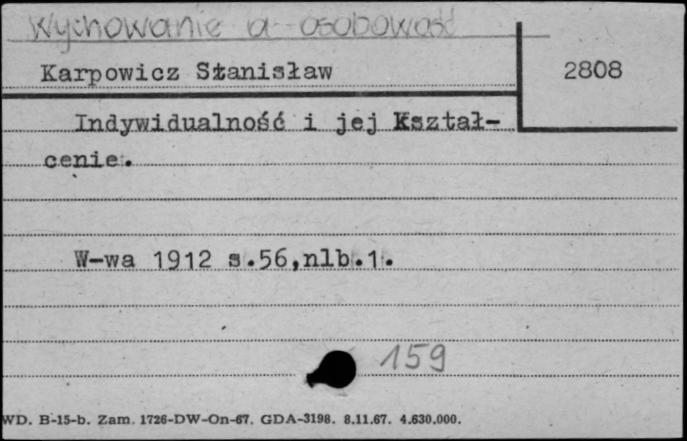 Wychowanie a osobowość
Karpowicz Stanisław 2808
Indywidualność i jej Kształ-
cenie.
W-wa 1912 s.56,nlb.1.
159
WD. B-15-b. Zam. 1726-DW-On-67. GDA-3198. 8.11.67. 4.630.000.